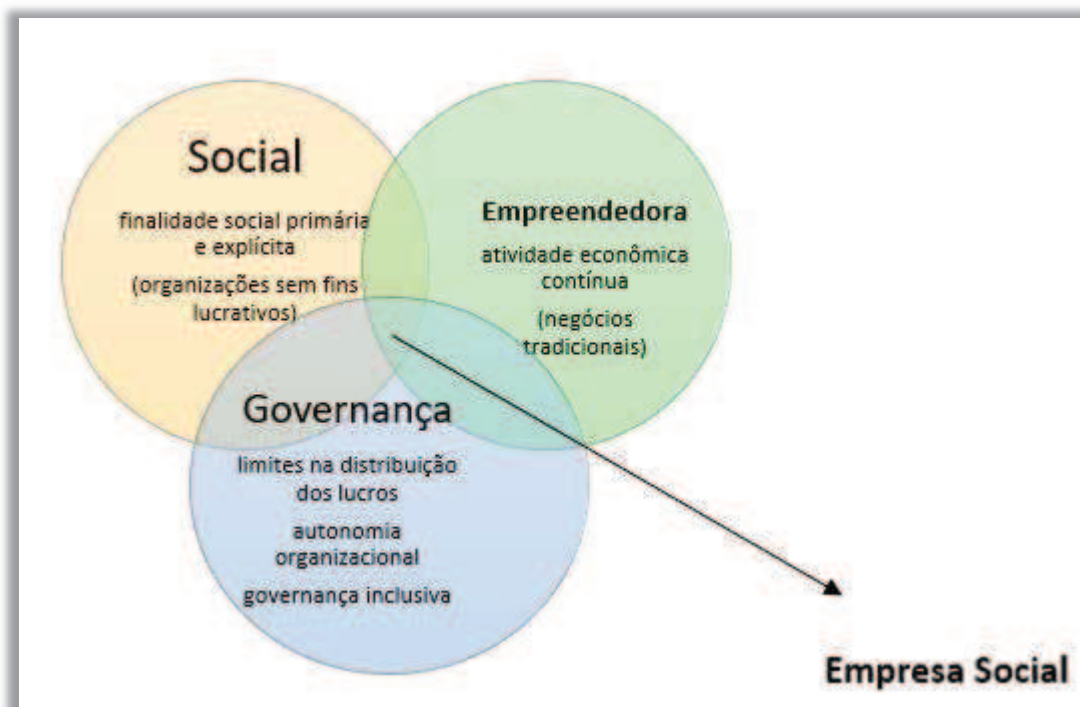 Social
finalidade social primária
e explícita
(organizações sem fins
lucrativos)
Empreendedora
atividade econômica
contínua
(negócios
tradicionais)
Governança
limites na distribuição
dos lucros
autonomia
organizacional
governança inclusiva
Empresa Social